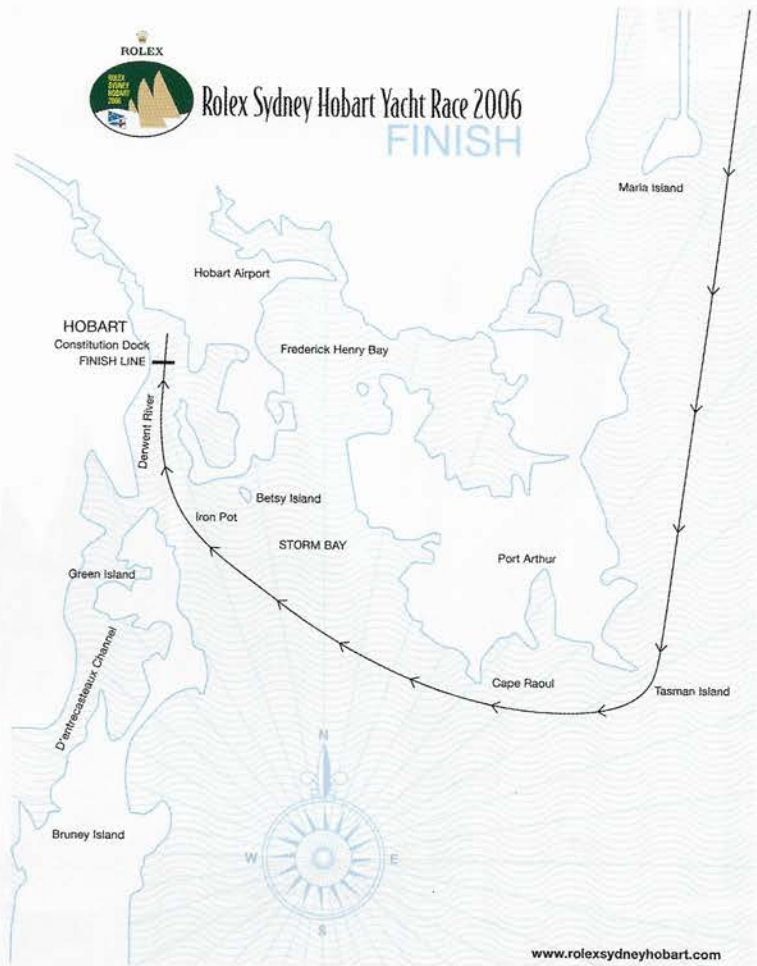 ROLEX
ROLEX
SYDNEY
HOBART
2006
Rolex Sydney Hobart Yacht Race 2006
FINISH
Maria Island
Hobart Airport
HOBART
Constitution Dock
FINISH LINE
Frederick Henry Bay
Derwent River
Betsy Island
Iron Pot
STORM BAY
Port Arthur
Green Island
D'entrecasteaux Channel
Cape Raoul
Tasman Island
N
W
E
S
Bruney Island
www.rolexsydneyhobart.com